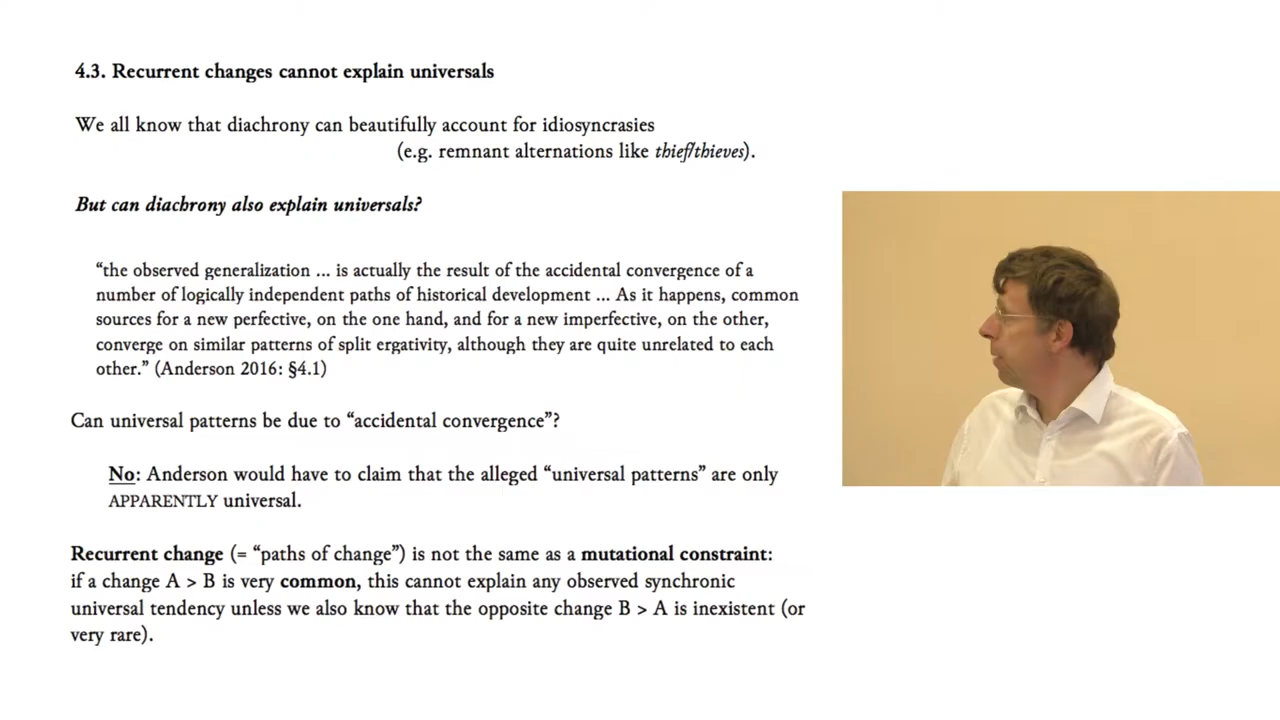 4.3. Recurrent changes cannot explain universals
We all know that diachrony can beautifully account for idiosyncrasies
(e.g. remnant alternations like thief/thieves).
But can diachrony also explain universals?
“the observed generalization ... is actually the result of the accidental convergence of a
number of logically independent paths of historical development ... As it happens, common
sources for a new perfective, on the one hand, and for a new imperfective, on the other,
converge on similar patterns of split ergativity, although they are quite unrelated to each
other.” (Anderson 2016: §4.1)
Can universal patterns be due to “accidental convergence”?
No: Anderson would have to claim that the alleged “universal patterns” are only
APPARENTLY universal.
Recurrent change (= “paths of change”) is not the same as a mutational constraint:
if a change A > B is very common, this cannot explain any observed synchronic
universal tendency unless we also know that the opposite change B > A is inexistent (or
very rare).